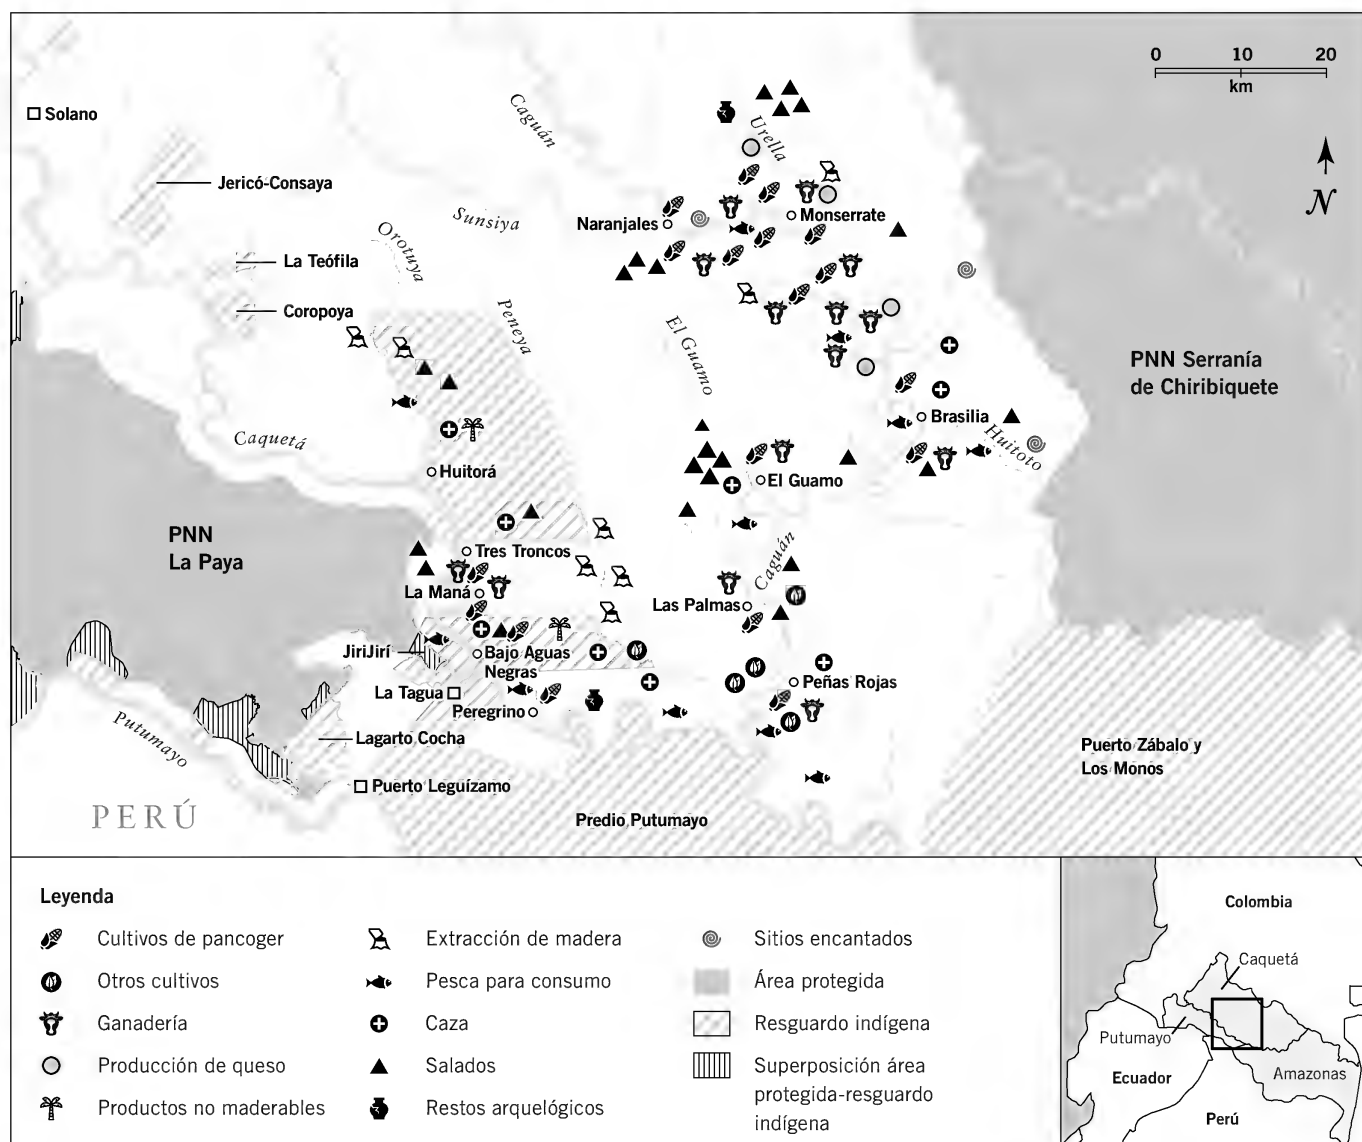 0 10 20
km
N
Solano
Caguán
Urella
Jericó-Consaya
Sunsiya
Naranjales
Monserrate
Orotuya
La Teófila
Coropoya
Peneya
El Guamo
PNN Serranía
de Chiribiquete
Brasilia
Huitoto
Caquetá
Huitorá
El Guamo
PNN
La Paya
Tres Troncos
Caguán
La Maná
Las Palmas
JiriJirí
Bajo Aguas
Negras
La Tagua
Peñas Rojas
Peregrino
Putumayo
Lagarto Cocha
Puerto Zábalo y
Los Monos
Puerto Leguízamo
PERÚ
Predio Putumayo
Leyenda
Cultivos de pancoger
Otros cultivos
Ganadería
Producción de queso
Productos no maderables
Extracción de madera
Pesca para consumo
Caza
Salados
Restos arquelógicos
Sitios encantados
Área protegida
Resguardo indígena
Superposición área
protegida-resguardo
indígena
Colombia
Caquetá
Putumayo
Ecuador
Amazonas
Perú